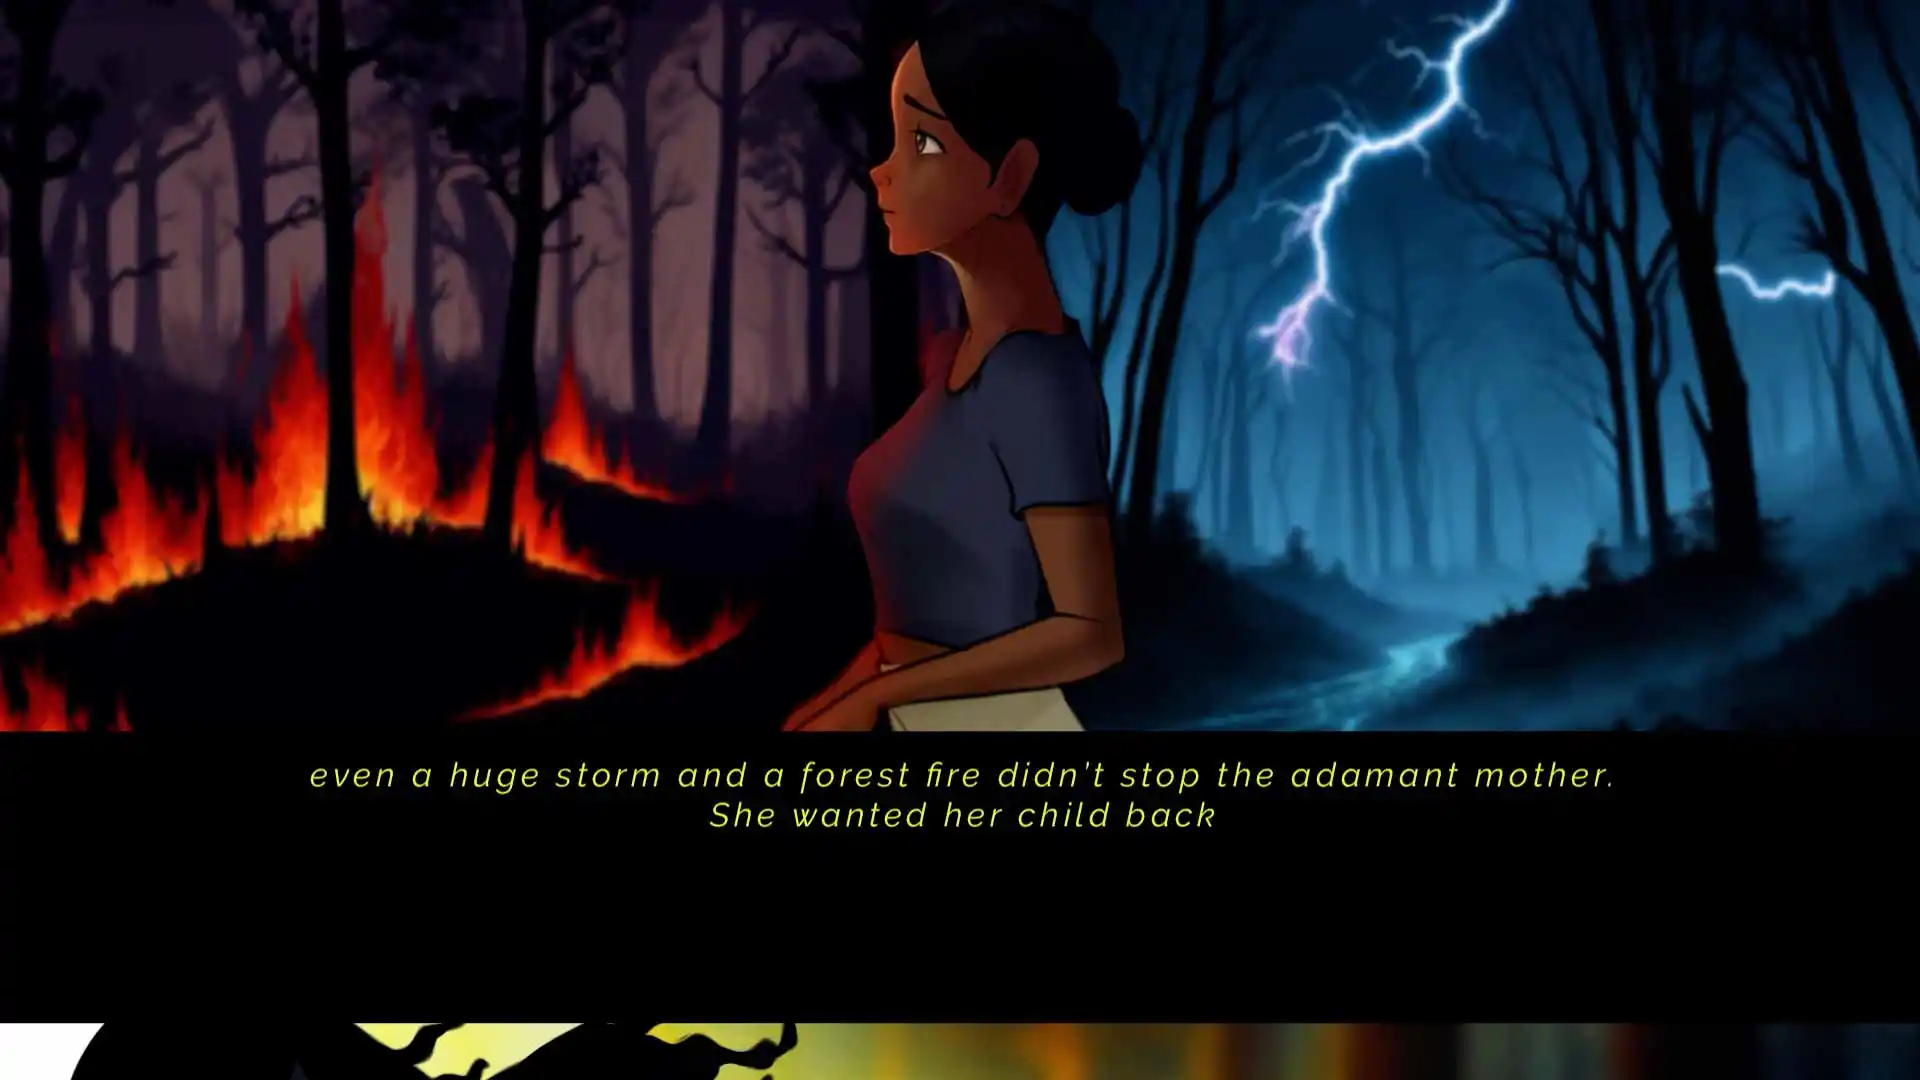 even a huge storm and a forest fire didn't stop the adamant mother.
She wanted her child back